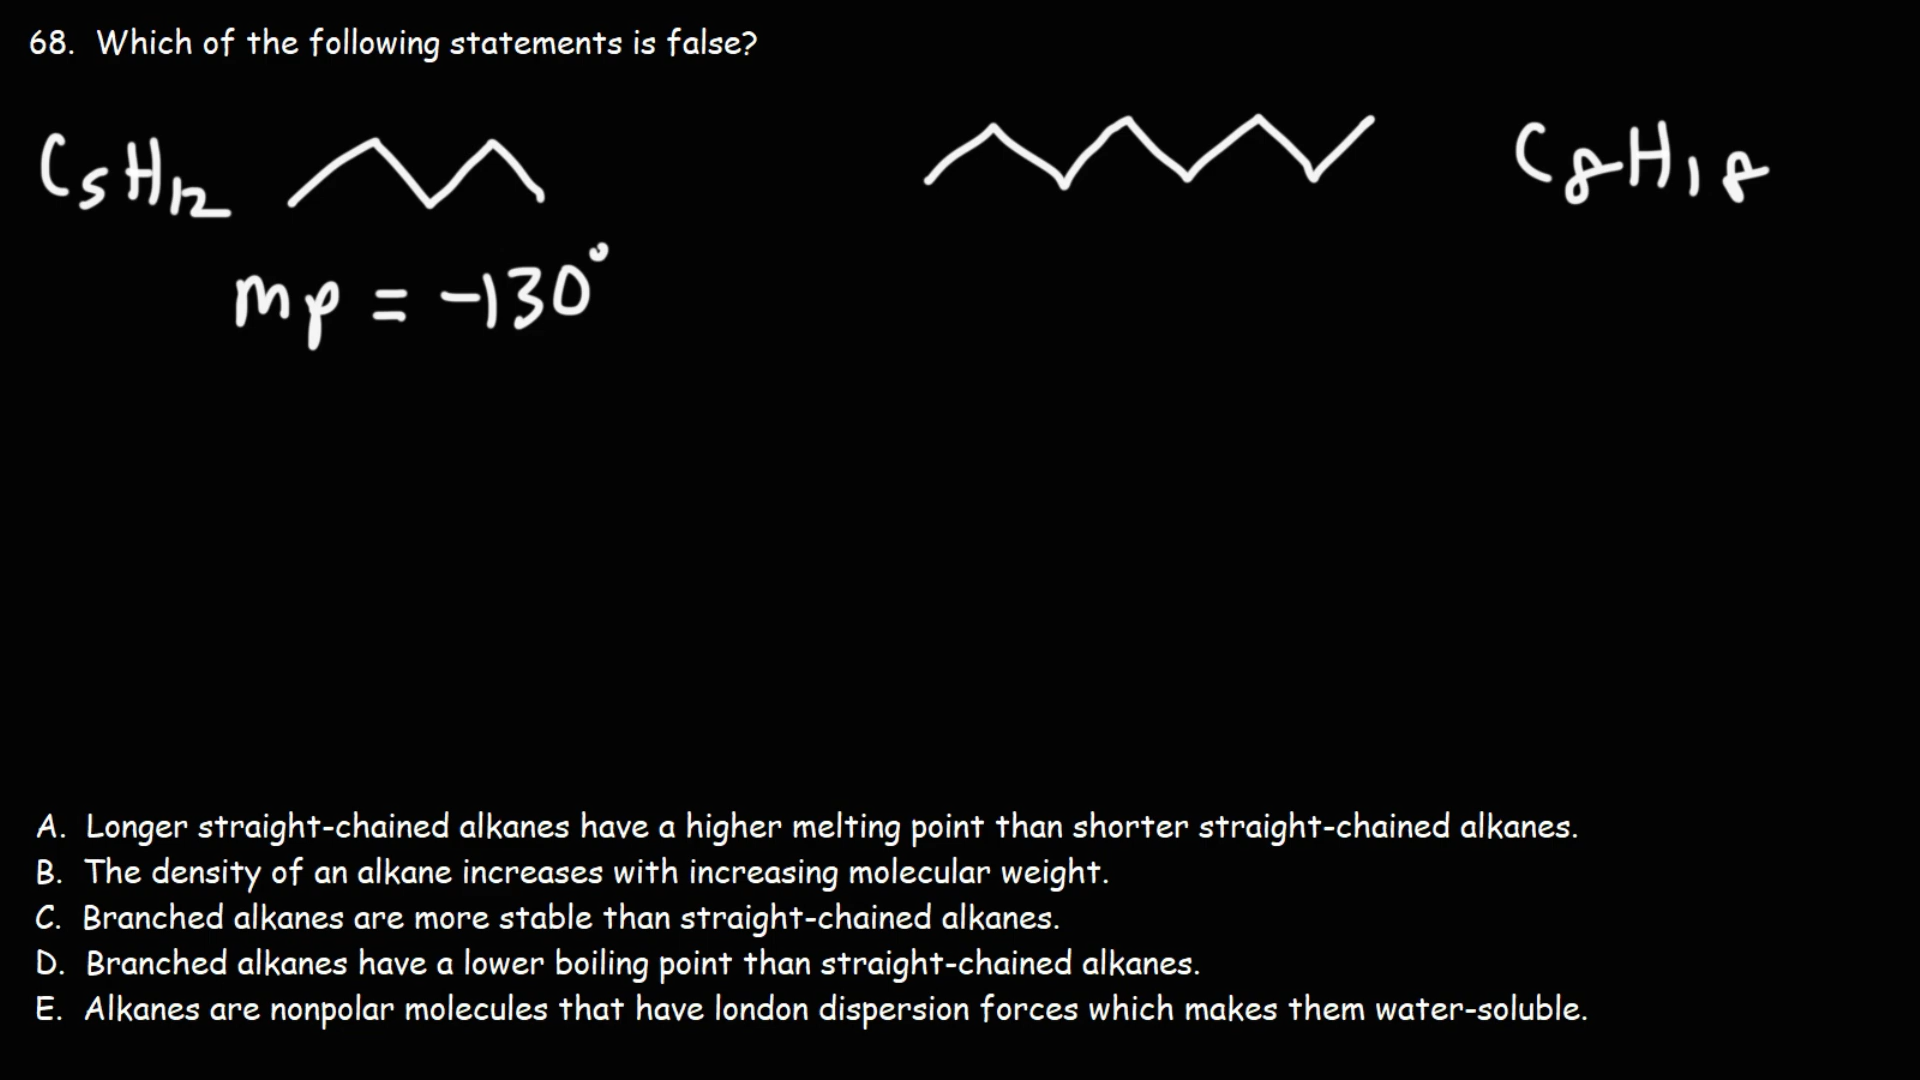 68. Which of the following statements is false?
C5H12
C8H18
mp = -130°
A. Longer straight-chained alkanes have a higher melting point than shorter straight-chained alkanes.
B. The density of an alkane increases with increasing molecular weight.
C. Branched alkanes are more stable than straight-chained alkanes.
D. Branched alkanes have a lower boiling point than straight-chained alkanes.
E. Alkanes are nonpolar molecules that have london dispersion forces which makes them water-soluble.